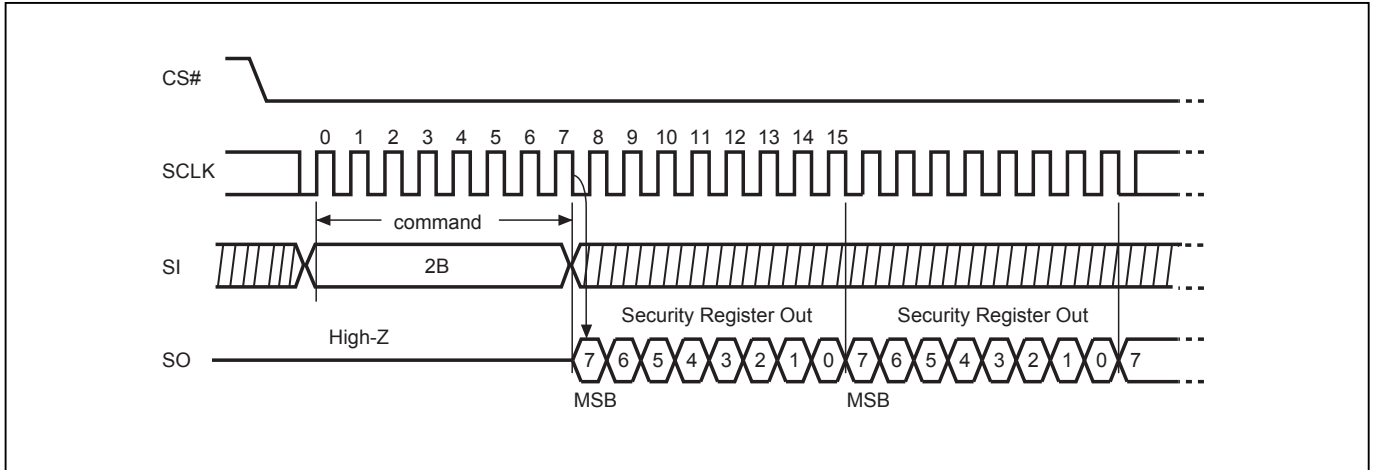 CS#
0 1 2 3 4 5 6 7 8 9 10 11 12 13 14 15
SCLK
command
SI
2B
Security Register Out Security Register Out
High-Z
SO
7 6 5 4 3 2 1 0 7 6 5 4 3 2 1 0 7
MSB MSB